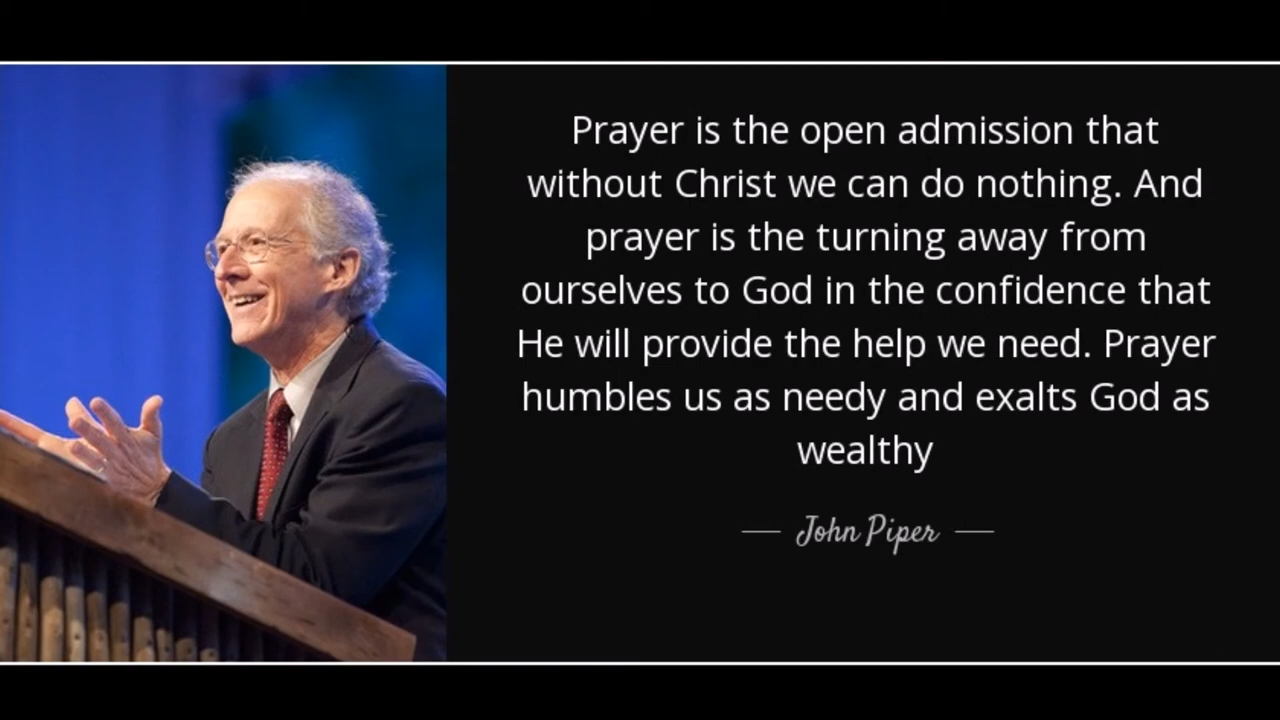 Prayer is the open admission that
without Christ we can do nothing. And
prayer is the turning away from
ourselves to God in the confidence that
He will provide the help we need. Prayer
humbles us as needy and exalts God as
wealthy
— John Piper —